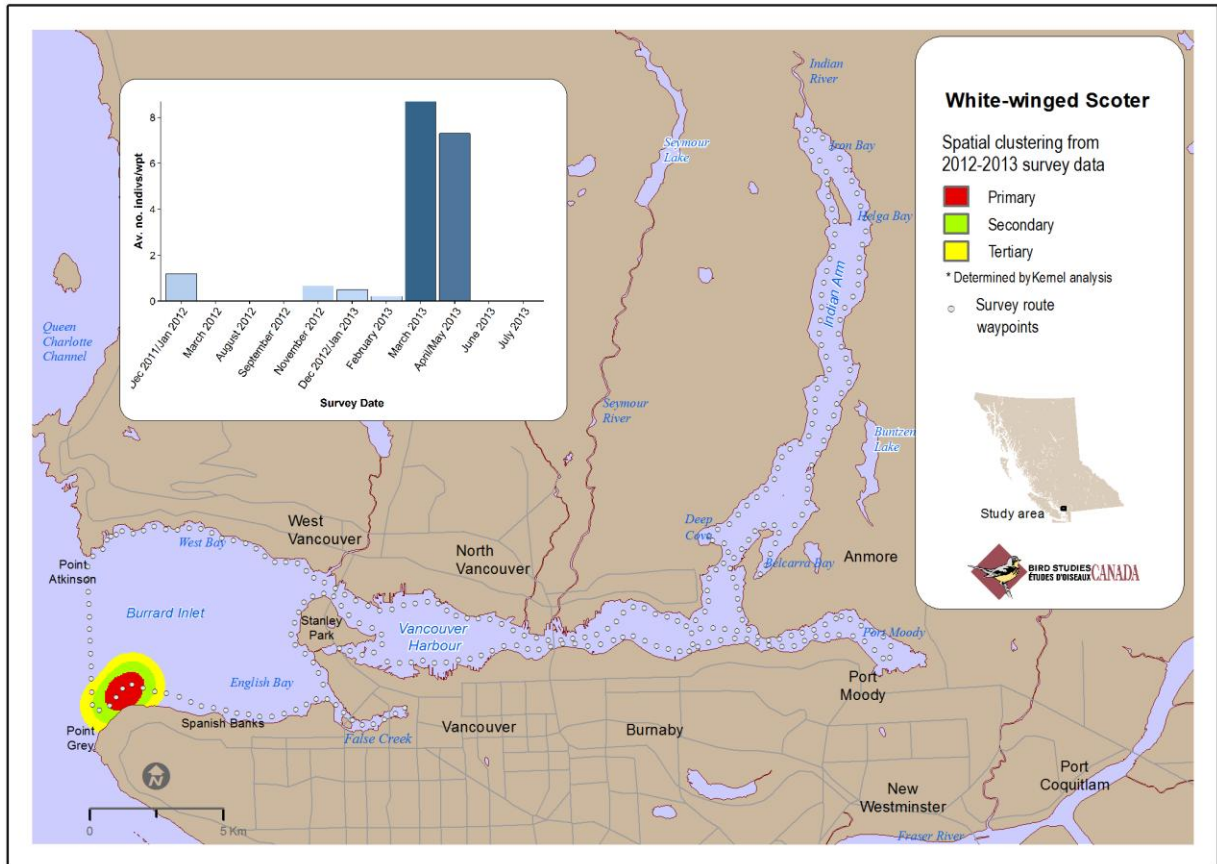 White-winged Scoter
Spatial clustering from
2012-2013 survey data
Primary
Secondary
Tertiary
* Determined by Kernel analysis
Survey route
waypoints
Study area
BIRD STUDIES
ÉTUDES D'OISEAUX
CANADA
Av. no. indivs/wpt
8
6
4
2
0
Dec 2011/Jan 2012
March 2012
August 2012
September 2012
November 2012
Dec 2012/Jan 2013
February 2013
March 2013
April/May 2013
June 2013
July 2013
Survey Date
Indian
River
Iron Bay
Helga Bay
Indian Arm
Seymour
Lake
Seymour
River
Buntzen
Lake
Queen
Charlotte
Channel
Deep
Cove
Belcarra Bay
Anmore
West
Vancouver
West Bay
North
Vancouver
Point
Atkinson
Burrard Inlet
Stanley
Park
Vancouver
Harbour
Port Moody
Port
Moody
English Bay
Spanish Banks
Point
Grey
False Creek
Vancouver
Burnaby
New
Westminster
Port
Coquitlam
Fraser River
N
0
5 Km